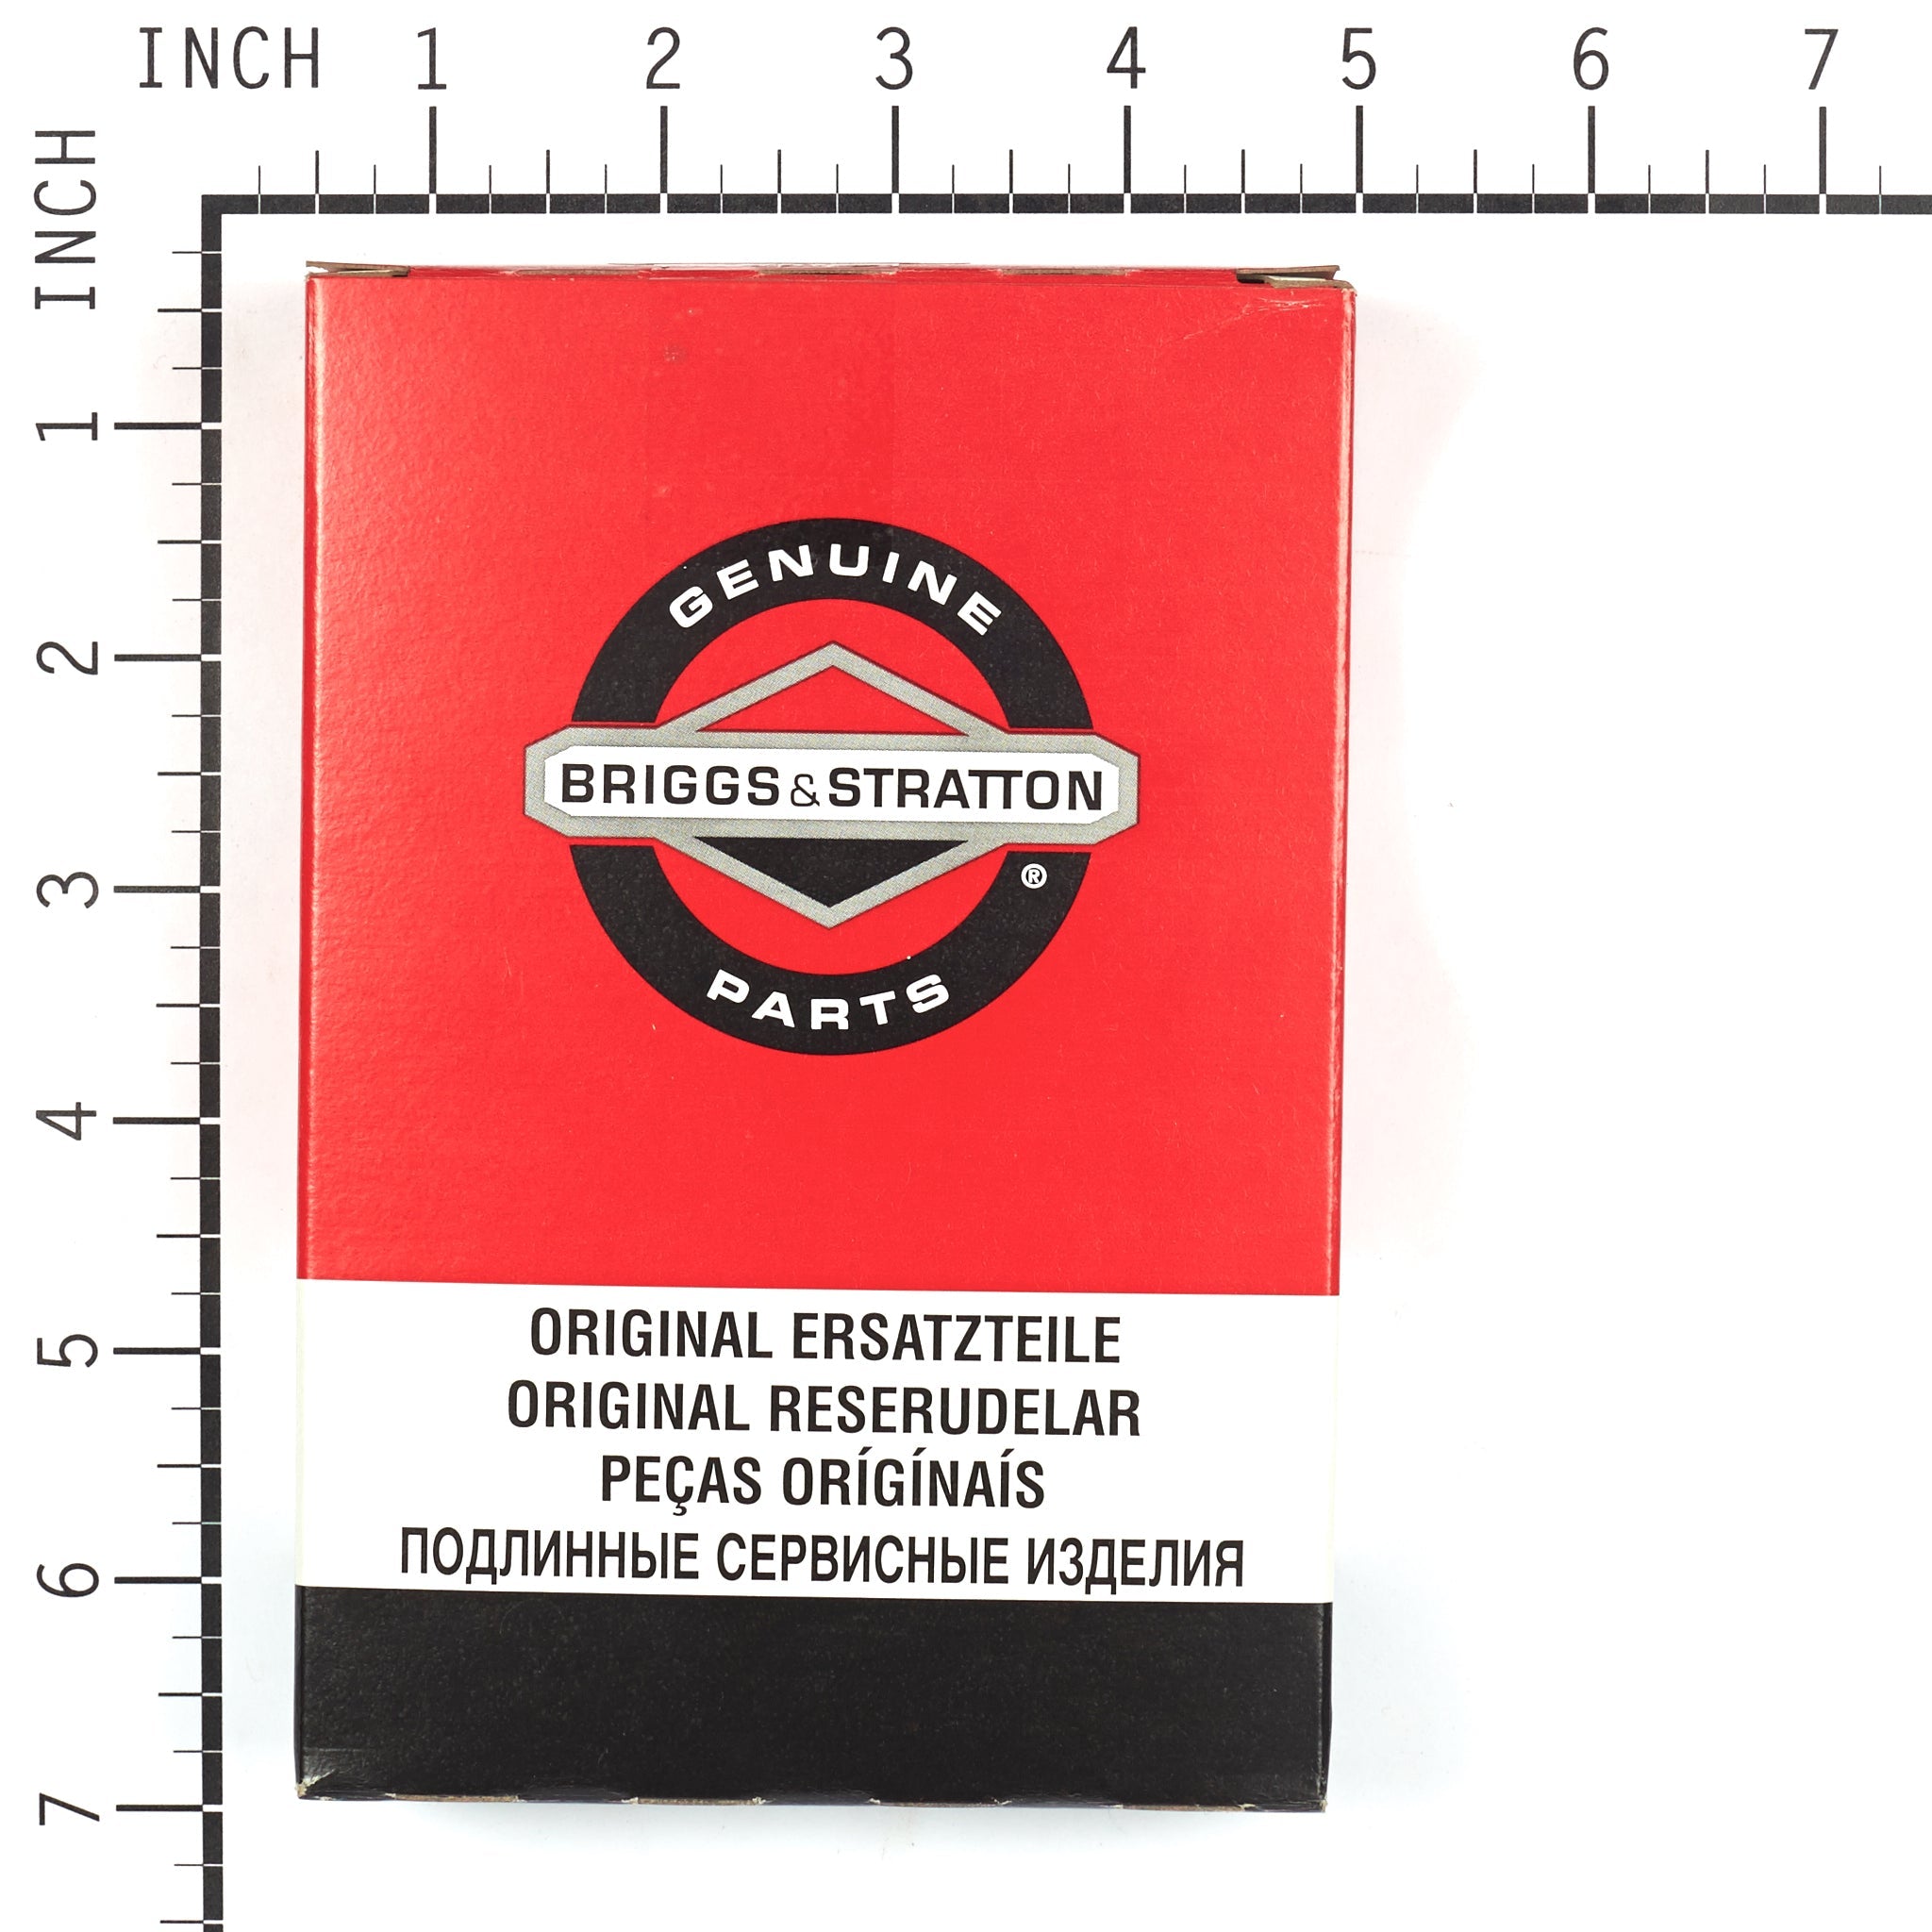 INCH 1 2 3 4 5 6 7
INCH 1 2 3 4 5 6 7
GENUINE
BRIGGS & STRATTON
®
PARTS
ORIGINAL ERSATZTEILE
ORIGINAL RESERUDELAR
PEÇAS ORÍGÍNAÍS
ПОДЛИННЫЕ СЕРВИСНЫЕ ИЗДЕЛИЯ